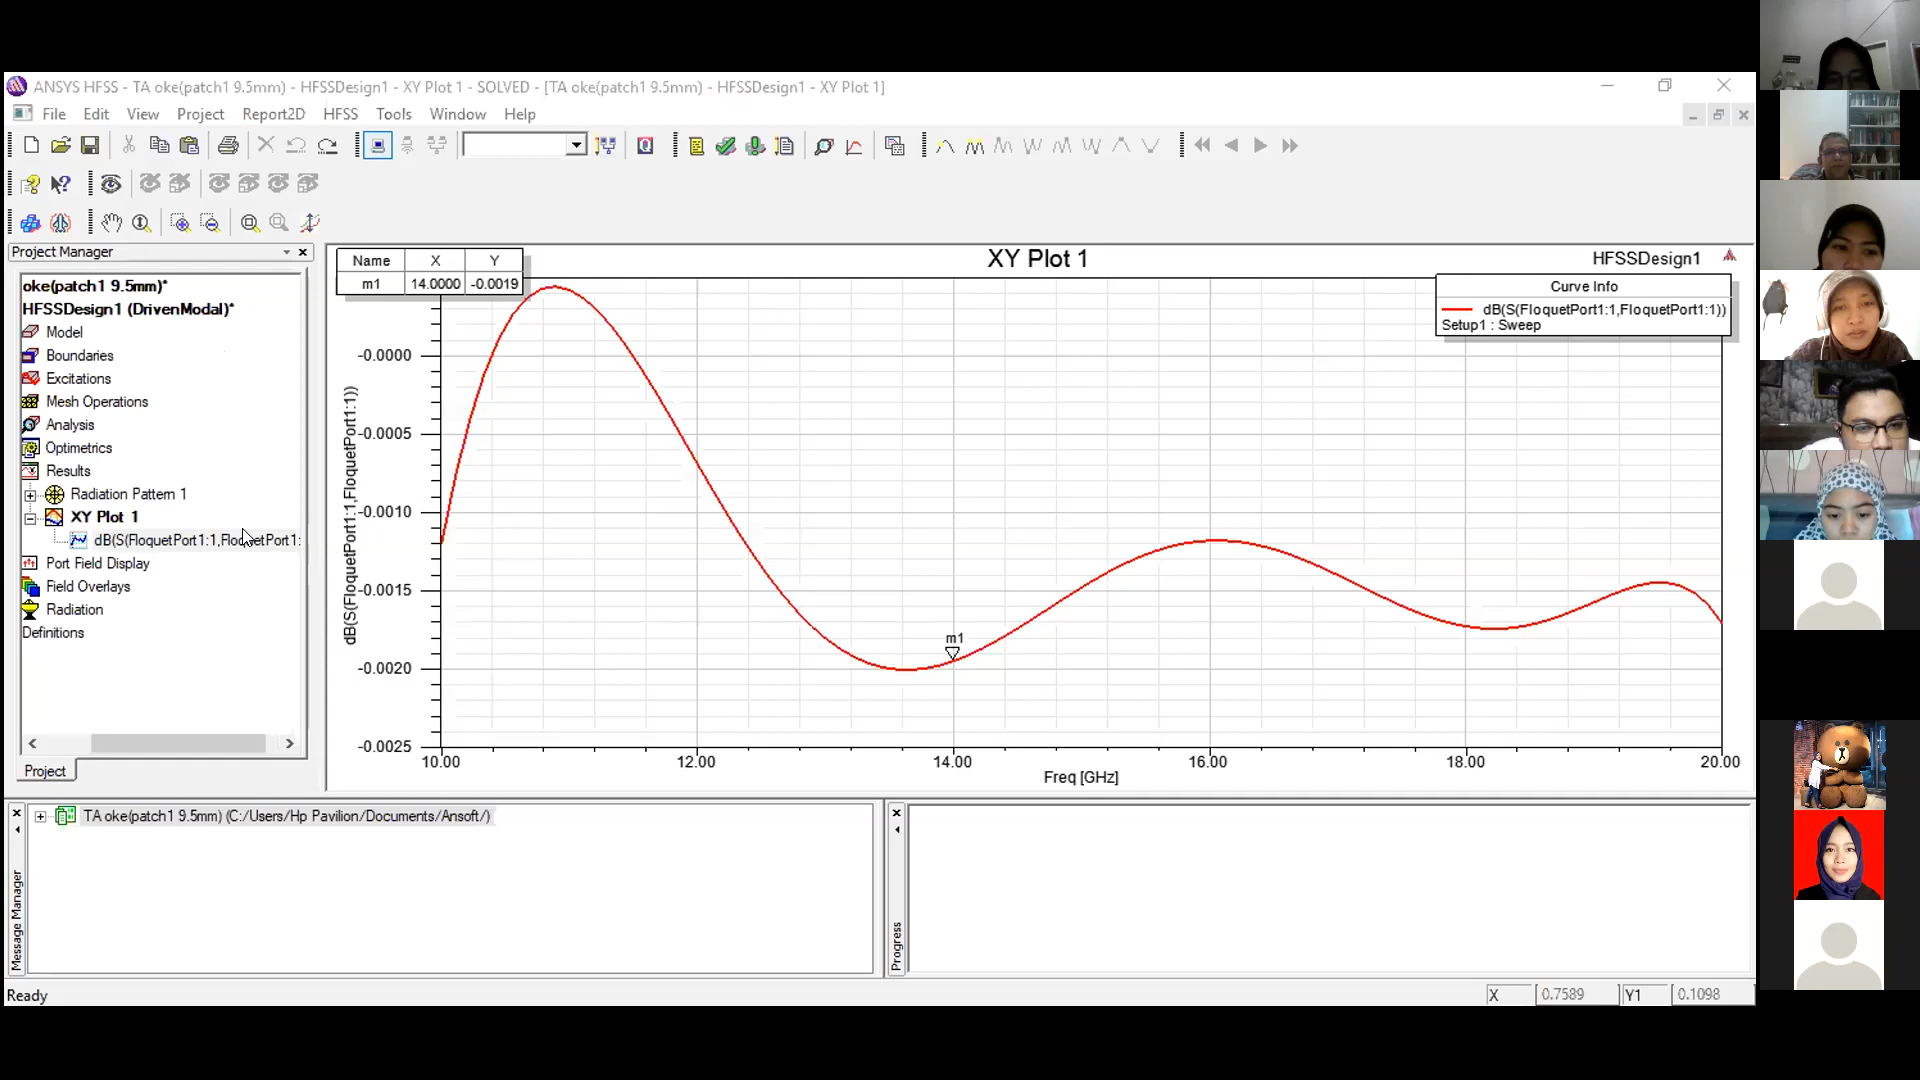 ANSYS HFSS - TA oke(patch1 9.5mm) - HFSSDesign1 - XY Plot 1 - SOLVED - [TA oke(patch1 9.5mm) - HFSSDesign1 - XY Plot 1]
File Edit View Project Report2D HFSS Tools Window Help
Project Manager
oke(patch1 9.5mm)*
HFSSDesign1 (DrivenModal)*
Model
Boundaries
Excitations
Mesh Operations
Analysis
Optimetrics
Results
Radiation Pattern 1
XY Plot 1
dB(S(FloquetPort1:1,FloquetPort1:
Port Field Display
Field Overlays
Radiation
Definitions
Project
Name X Y
m1 14.0000 -0.0019
XY Plot 1
HFSSDesign1
Curve Info
dB(S(FloquetPort1:1,FloquetPort1:1))
Setup1 : Sweep
dB(S(FloquetPort1:1,FloquetPort1:1))
-0.0000
-0.0005
-0.0010
-0.0015
-0.0020
-0.0025
m1
10.00 12.00 14.00 16.00 18.00 20.00
Freq [GHz]
Message Manager
TA oke(patch1 9.5mm) (C:/Users/Hp Pavilion/Documents/Ansoft/)
Progress
Ready
X 0.7589 Y1 0.1098